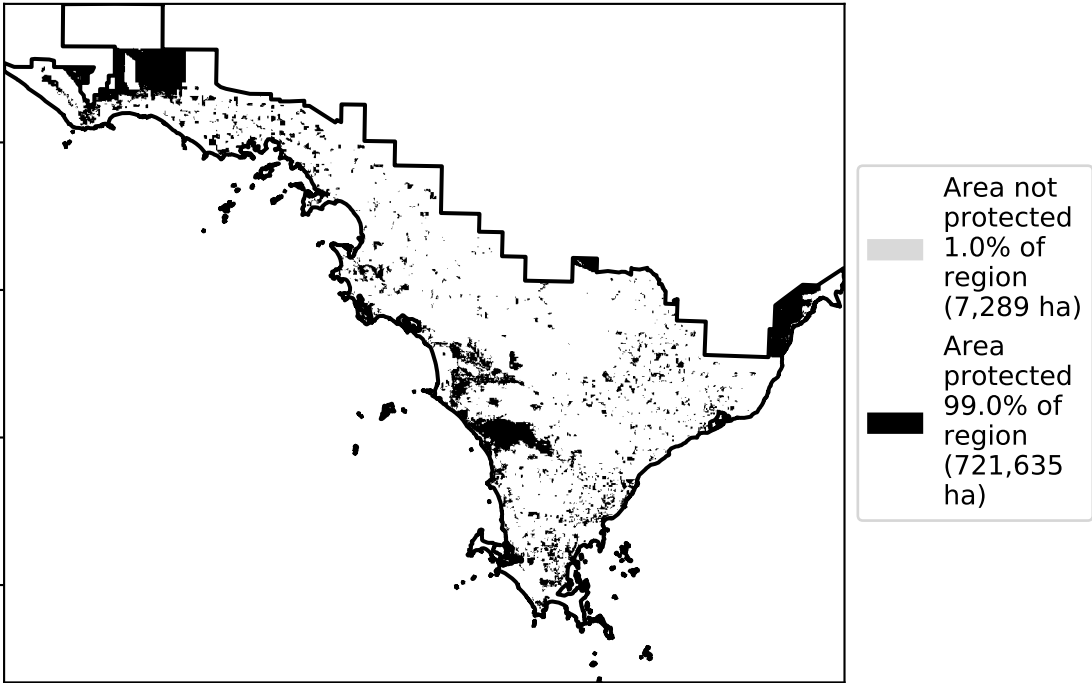 Area not
protected
1.0% of
region
(7,289 ha)
Area
protected
99.0% of
region
(721,635
ha)